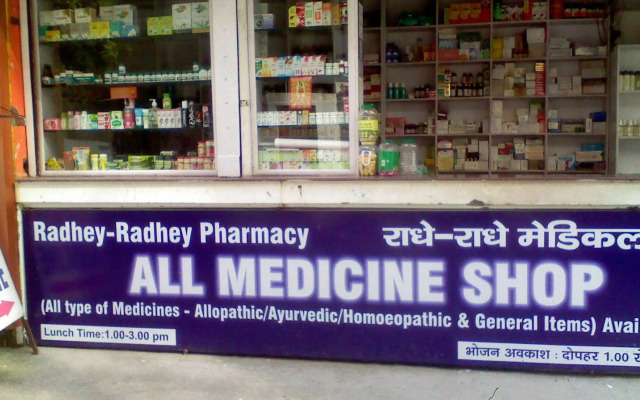 Radhey-Radhey Pharmacy
राधे-राधे मेडिकल
ALL MEDICINE SHOP
(All type of Medicines - Allopathic/Ayurvedic/Homoeopathic & General Items) Avai
Lunch Time:1.00-3.00 pm
भोजन अवकाश : दोपहर 1.00 से